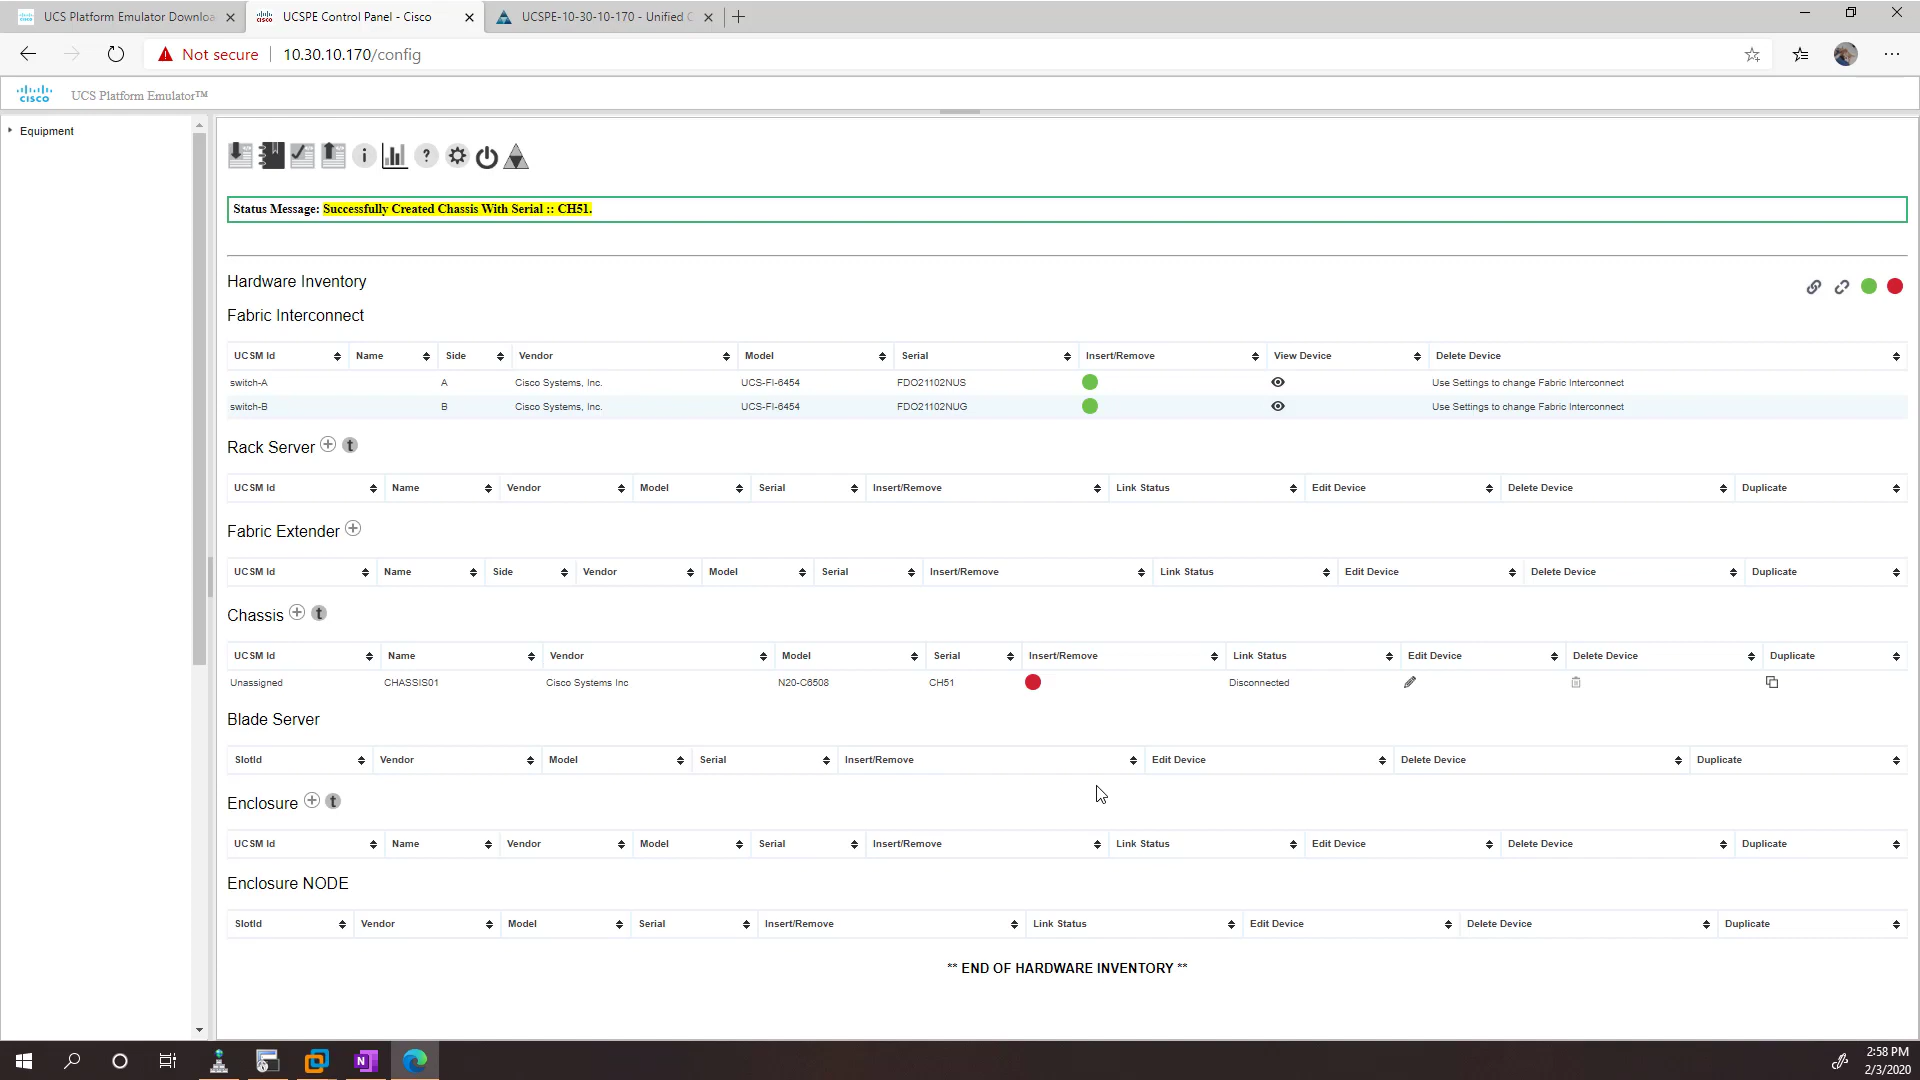 UCS Platform Emulator Downloa
UCSPE Control Panel - Cisco
UCSPE-10-30-10-170 - Unified C
Not secure
10.30.10.170/config
cisco
UCS Platform Emulator™
Equipment
Status Message: Successfully Created Chassis With Serial :: CH51.
Hardware Inventory
Fabric Interconnect
UCSM Id Name Side Vendor Model Serial Insert/Remove View Device Delete Device
switch-A A Cisco Systems, Inc. UCS-FI-6454 FDO21102NUS Use Settings to change Fabric Interconnect
switch-B B Cisco Systems, Inc. UCS-FI-6454 FDO21102NUG Use Settings to change Fabric Interconnect
Rack Server t
UCSM Id Name Vendor Model Serial Insert/Remove Link Status Edit Device Delete Device Duplicate
Fabric Extender
UCSM Id Name Side Vendor Model Serial Insert/Remove Link Status Edit Device Delete Device Duplicate
Chassis t
UCSM Id Name Vendor Model Serial Insert/Remove Link Status Edit Device Delete Device Duplicate
Unassigned CHASSIS01 Cisco Systems Inc N20-C6508 CH51 Disconnected
Blade Server
SlotId Vendor Model Serial Insert/Remove Edit Device Delete Device Duplicate
Enclosure t
UCSM Id Name Vendor Model Serial Insert/Remove Link Status Edit Device Delete Device Duplicate
Enclosure NODE
SlotId Vendor Model Serial Insert/Remove Link Status Edit Device Delete Device Duplicate
** END OF HARDWARE INVENTORY **
2:58 PM
2/3/2020